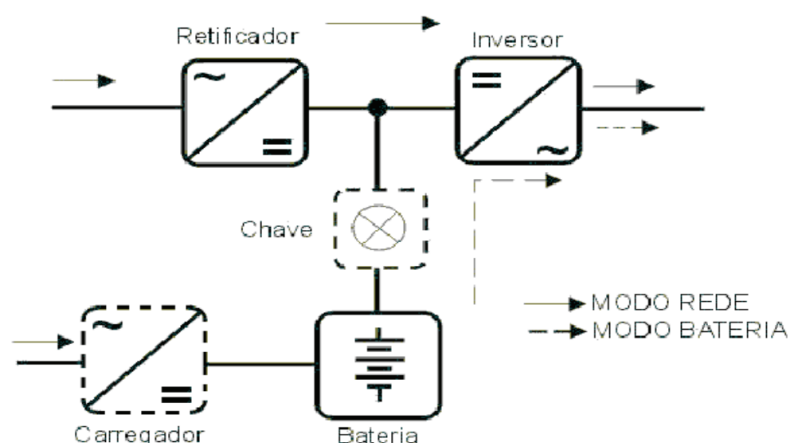 Retificador
Inversor
Chave
MODO REDE
MODO BATERIA
Carregador
Bateria